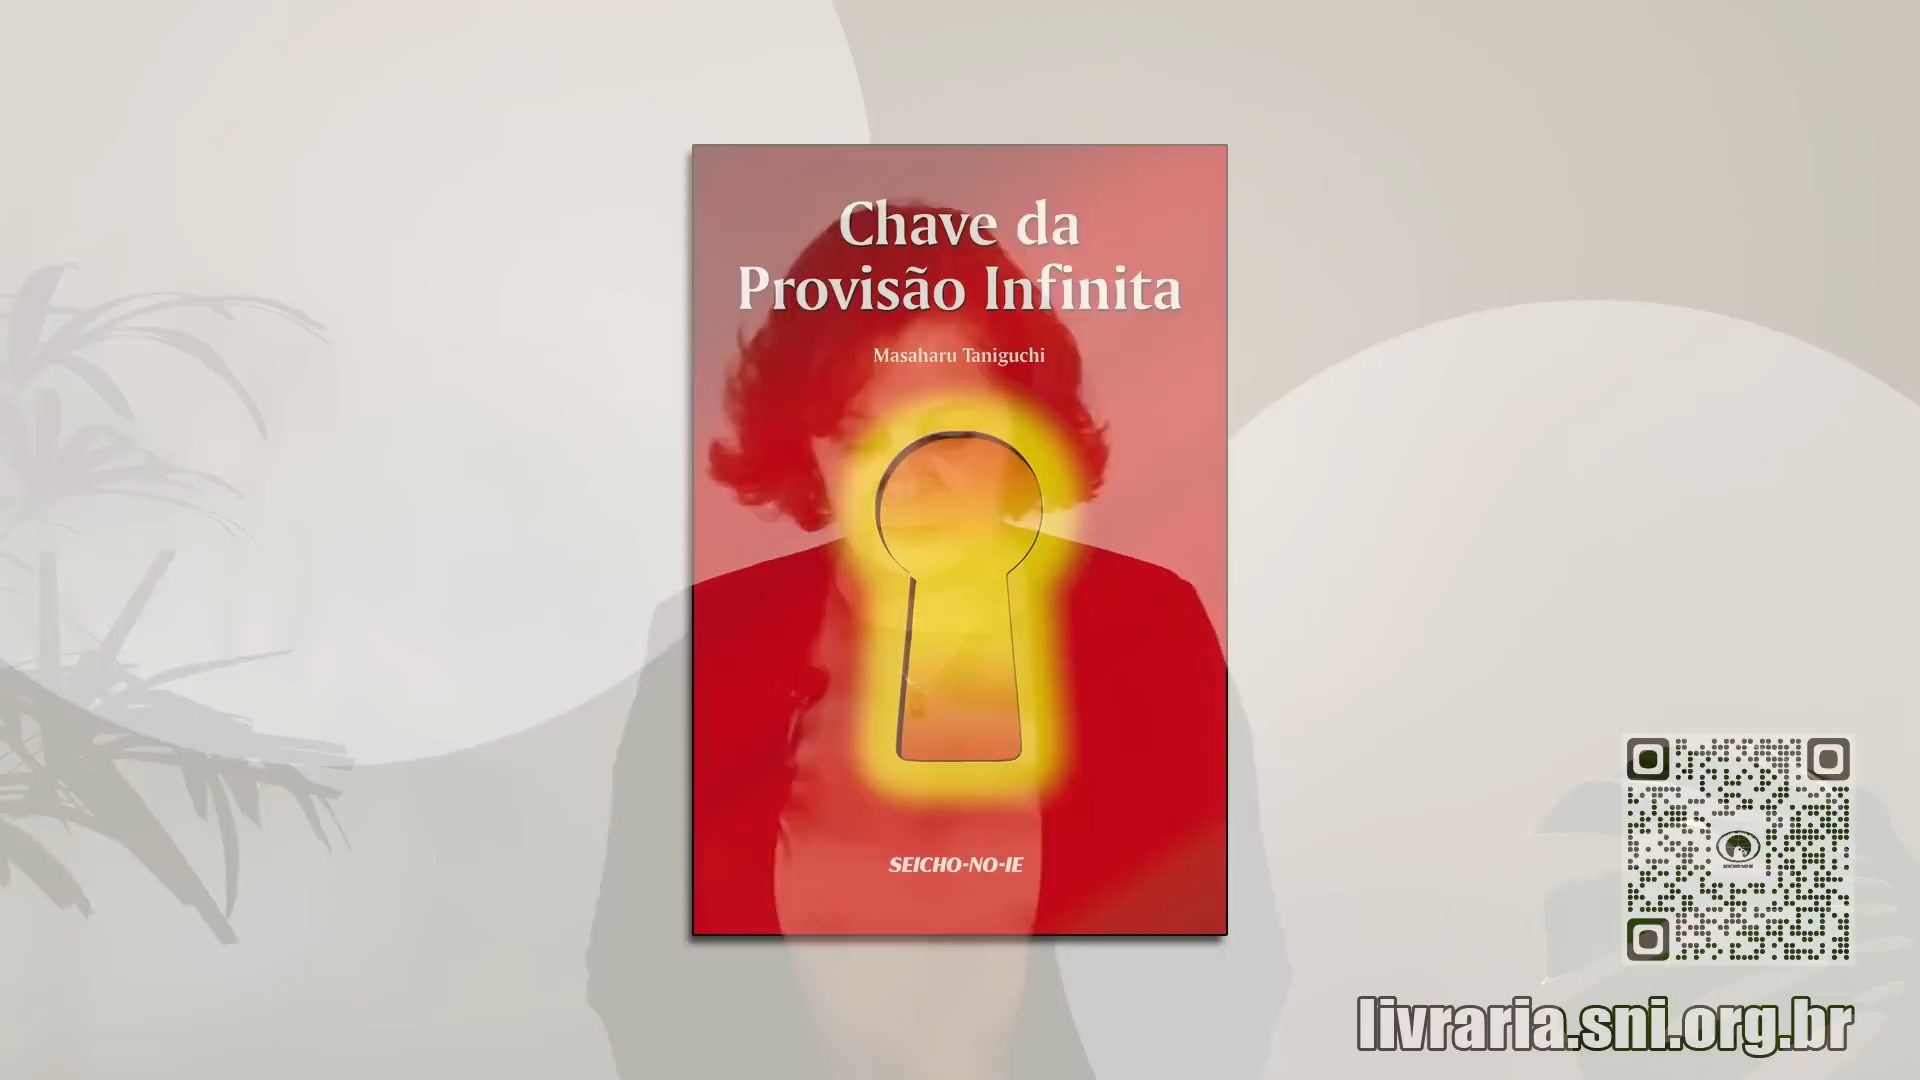 Chave da
Provisão Infinita
Masaharu Taniguchi
SEICHO-NO-IE
livraria.sni.org.br